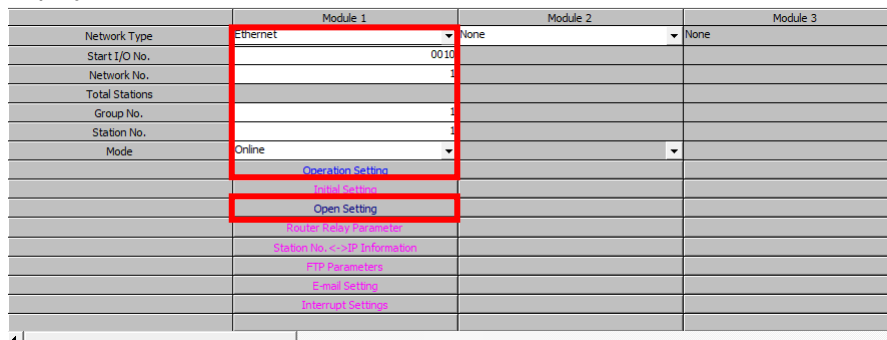 Module 1 Module 2 Module 3
Network Type Ethernet None None
Start I/O No. 0010
Network No. 1
Total Stations
Group No. 1
Station No. 1
Mode Online
Operation Setting
Initial Setting
Open Setting
Router Relay Parameter
Station No.<->IP Information
FTP Parameters
E-mail Setting
Interrupt Settings